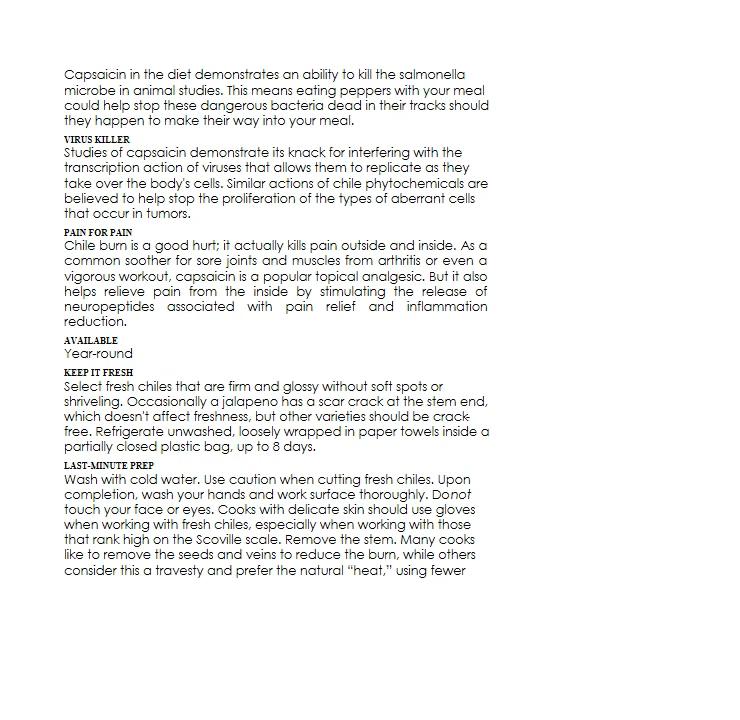 Capsaicin in the diet demonstrates an ability to kill the salmonella
microbe in animal studies. This means eating peppers with your meal
could help stop these dangerous bacteria dead in their tracks should
they happen to make their way into your meal.
VIRUS KILLER
Studies of capsaicin demonstrate its knack for interfering with the
transcription action of viruses that allows them to replicate as they
take over the body's cells. Similar actions of chile phytochemicals are
believed to help stop the proliferation of the types of aberrant cells
that occur in tumors.
PAIN FOR PAIN
Chile burn is a good hurt; it actually kills pain outside and inside. As a
common soother for sore joints and muscles from arthritis or even a
vigorous workout, capsaicin is a popular topical analgesic. But it also
helps relieve pain from the inside by stimulating the release of
neuropeptides associated with pain relief and inflammation
reduction.
AVAILABLE
Year-round
KEEP IT FRESH
Select fresh chiles that are firm and glossy without soft spots or
shriveling. Occasionally a jalapeno has a scar crack at the stem end,
which doesn't affect freshness, but other varieties should be crack-
free. Refrigerate unwashed, loosely wrapped in paper towels inside a
partially closed plastic bag, up to 8 days.
LAST-MINUTE PREP
Wash with cold water. Use caution when cutting fresh chiles. Upon
completion, wash your hands and work surface thoroughly. Donot
touch your face or eyes. Cooks with delicate skin should use gloves
when working with fresh chiles, especially when working with those
that rank high on the Scoville scale. Remove the stem. Many cooks
like to remove the seeds and veins to reduce the burn, while others
consider this a travesty and prefer the natural “heat,” using fewer